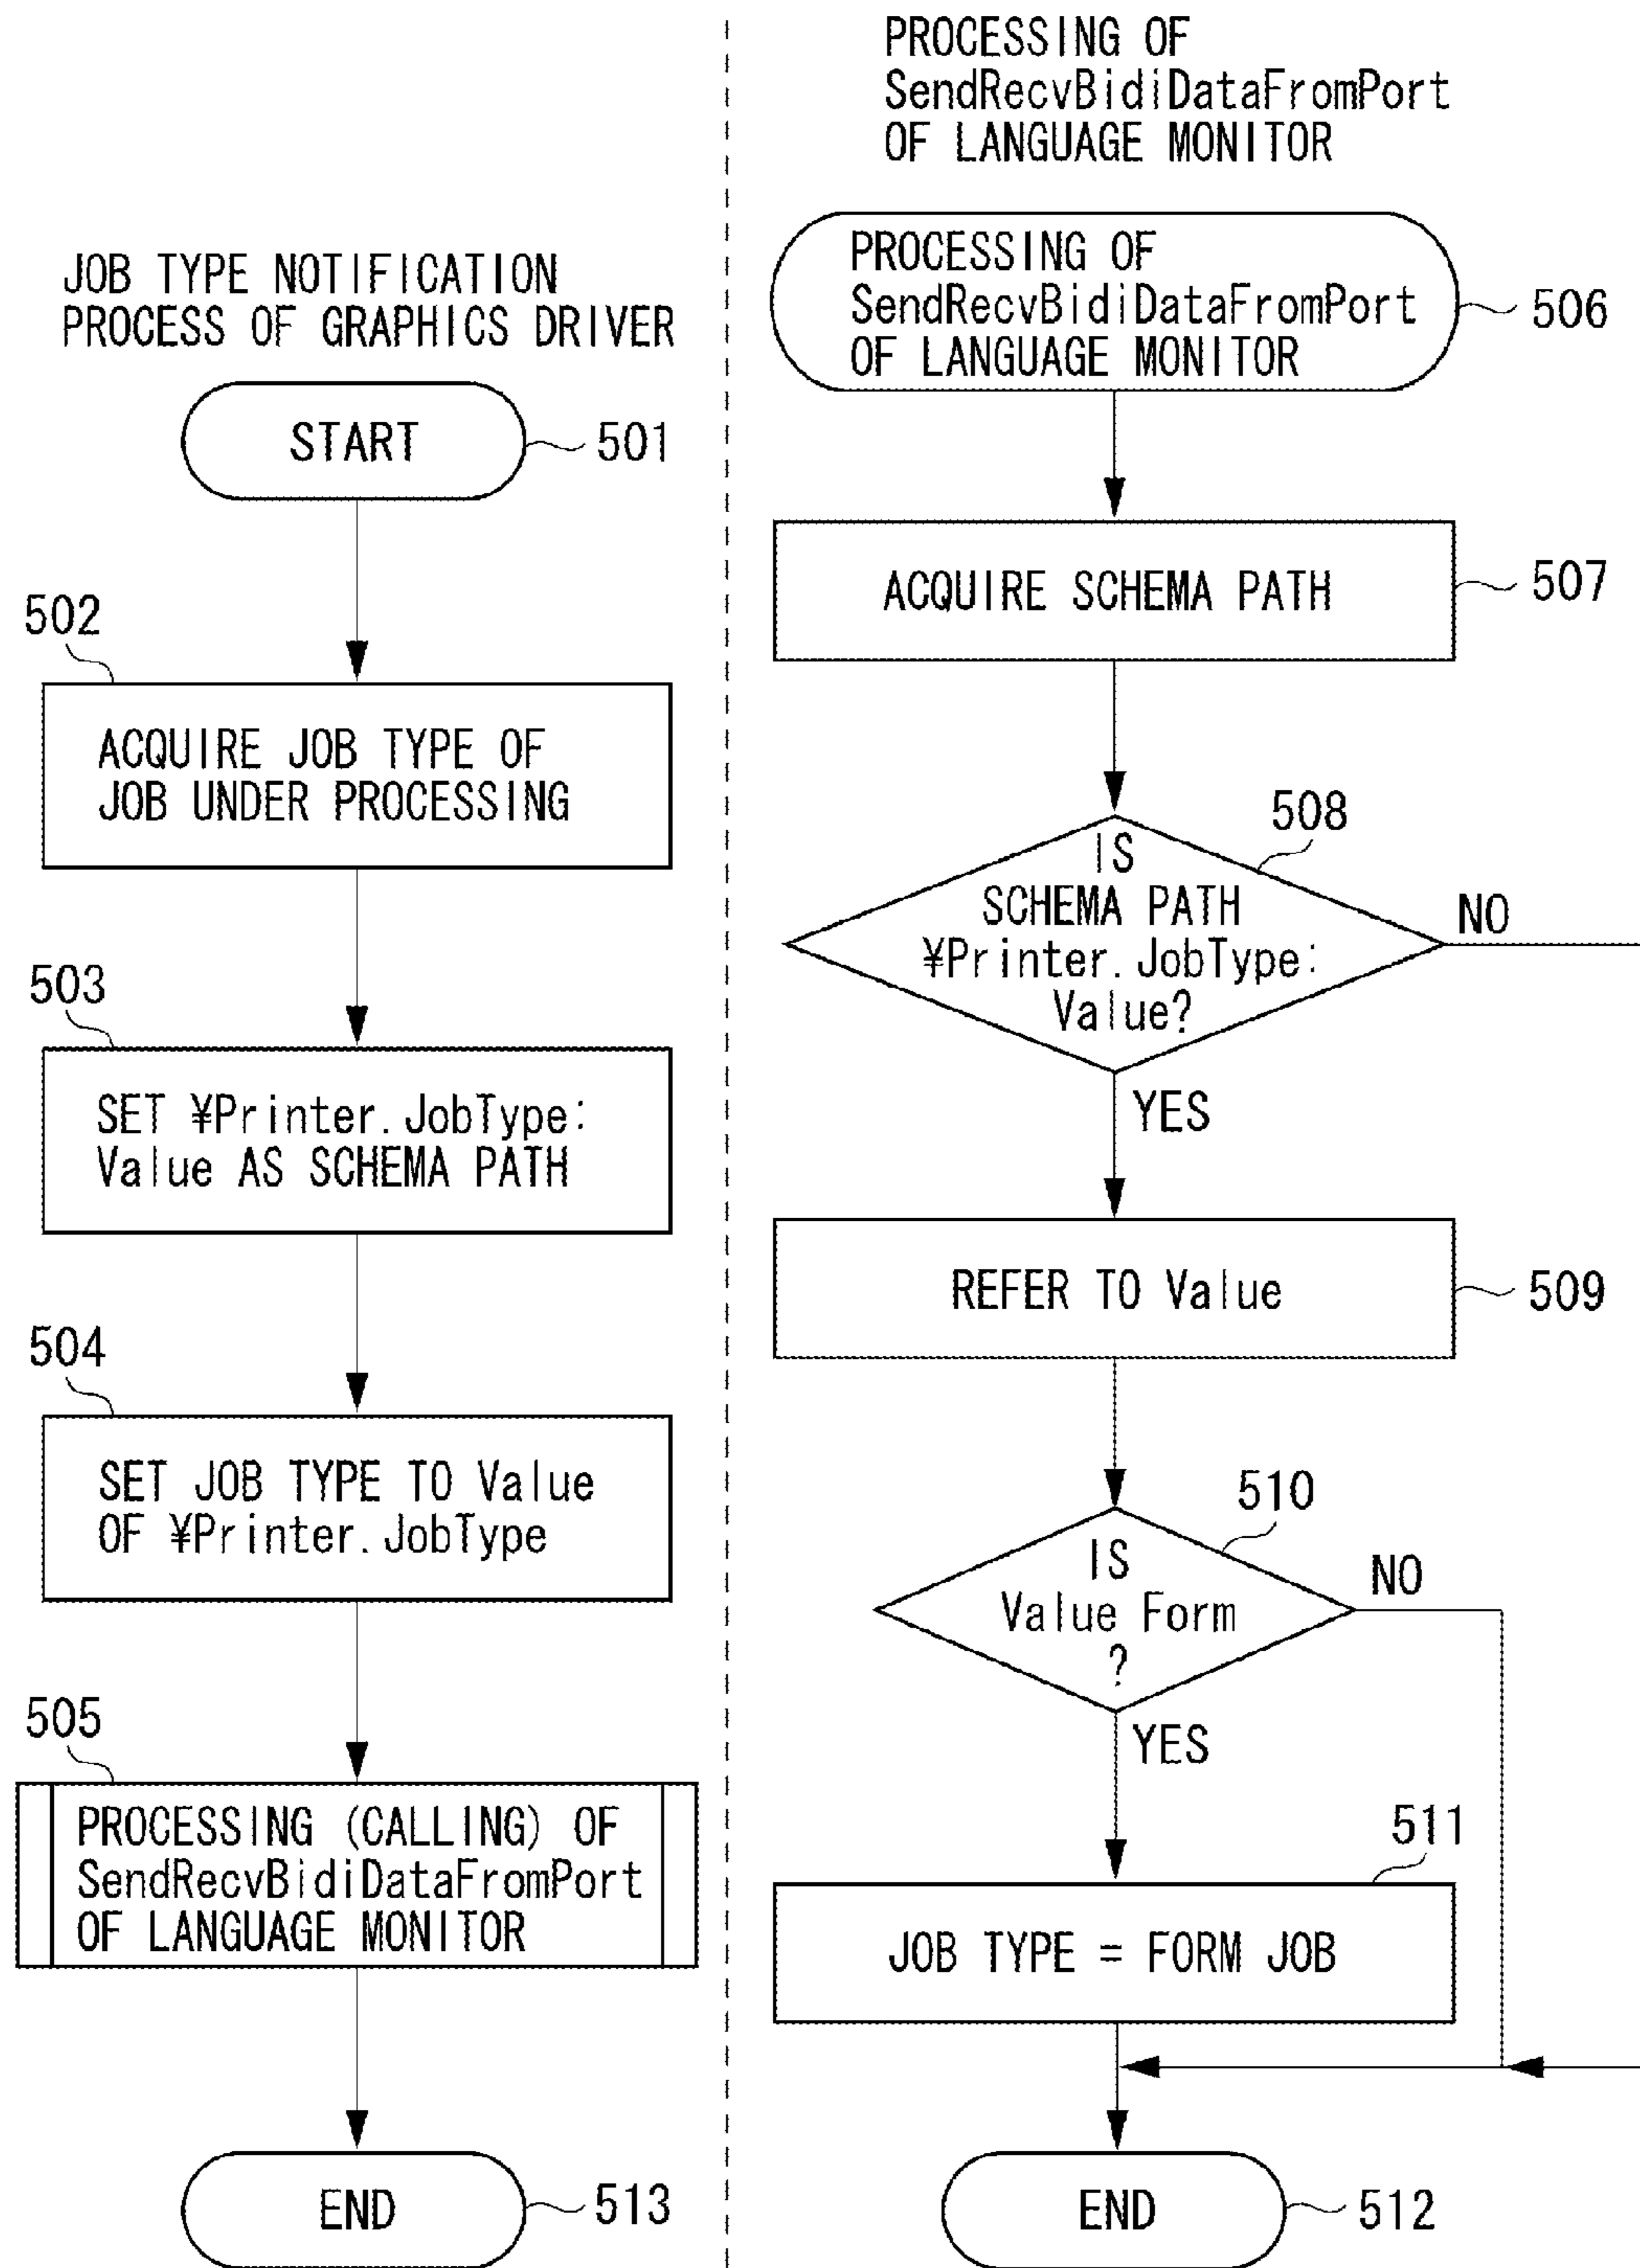 JOB TYPE NOTIFICATION
PROCESS OF GRAPHICS DRIVER
START
501
502
ACQUIRE JOB TYPE OF
JOB UNDER PROCESSING
503
SET ¥Printer.JobType:
Value AS SCHEMA PATH
504
SET JOB TYPE TO Value
OF ¥Printer.JobType
505
PROCESSING (CALLING) OF
SendRecvBidiDataFromPort
OF LANGUAGE MONITOR
END
513
PROCESSING OF
SendRecvBidiDataFromPort
OF LANGUAGE MONITOR
PROCESSING OF
SendRecvBidiDataFromPort
OF LANGUAGE MONITOR
506
ACQUIRE SCHEMA PATH
507
508
IS
SCHEMA PATH
¥Printer.JobType:
Value?
NO
YES
REFER TO Value
509
510
IS
Value Form
?
NO
YES
511
JOB TYPE = FORM JOB
END
512